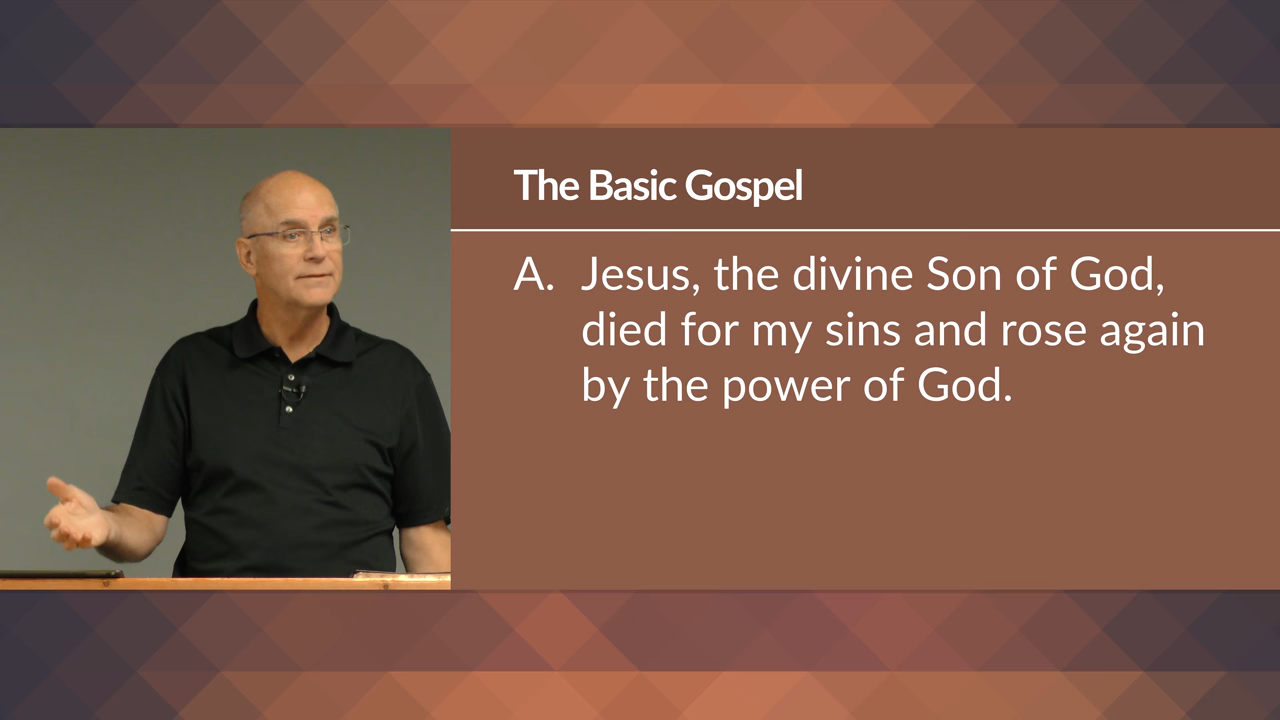 The Basic Gospel
A. Jesus, the divine Son of God,
died for my sins and rose again
by the power of God.